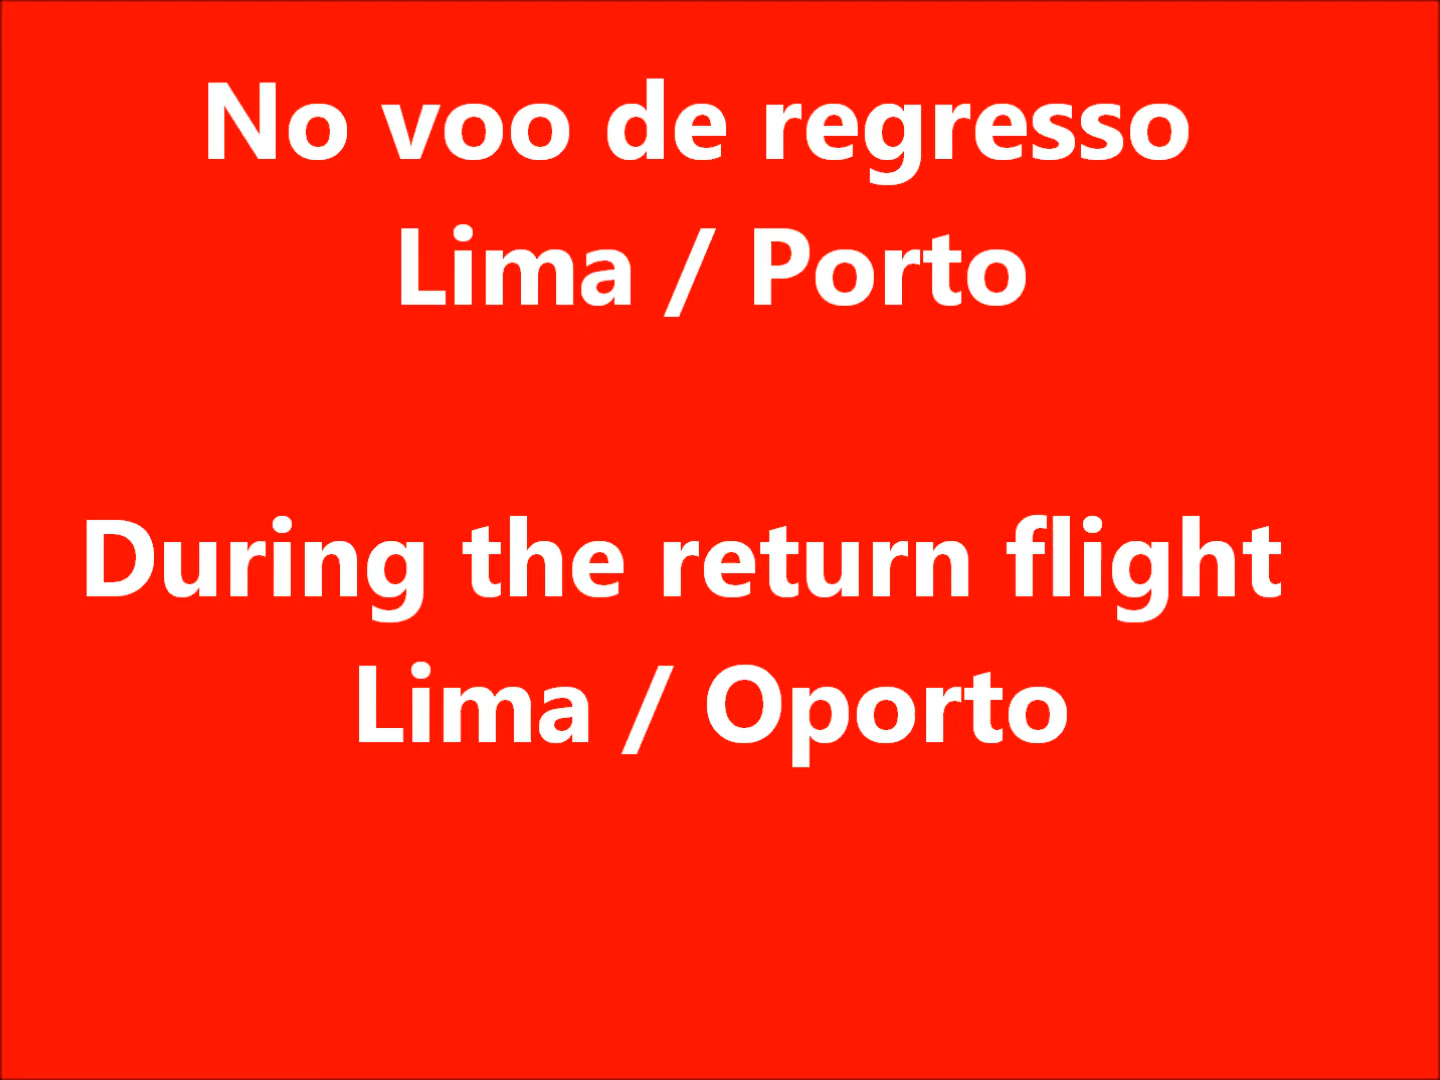 No voo de regresso
Lima / Porto
During the return flight
Lima / Oporto